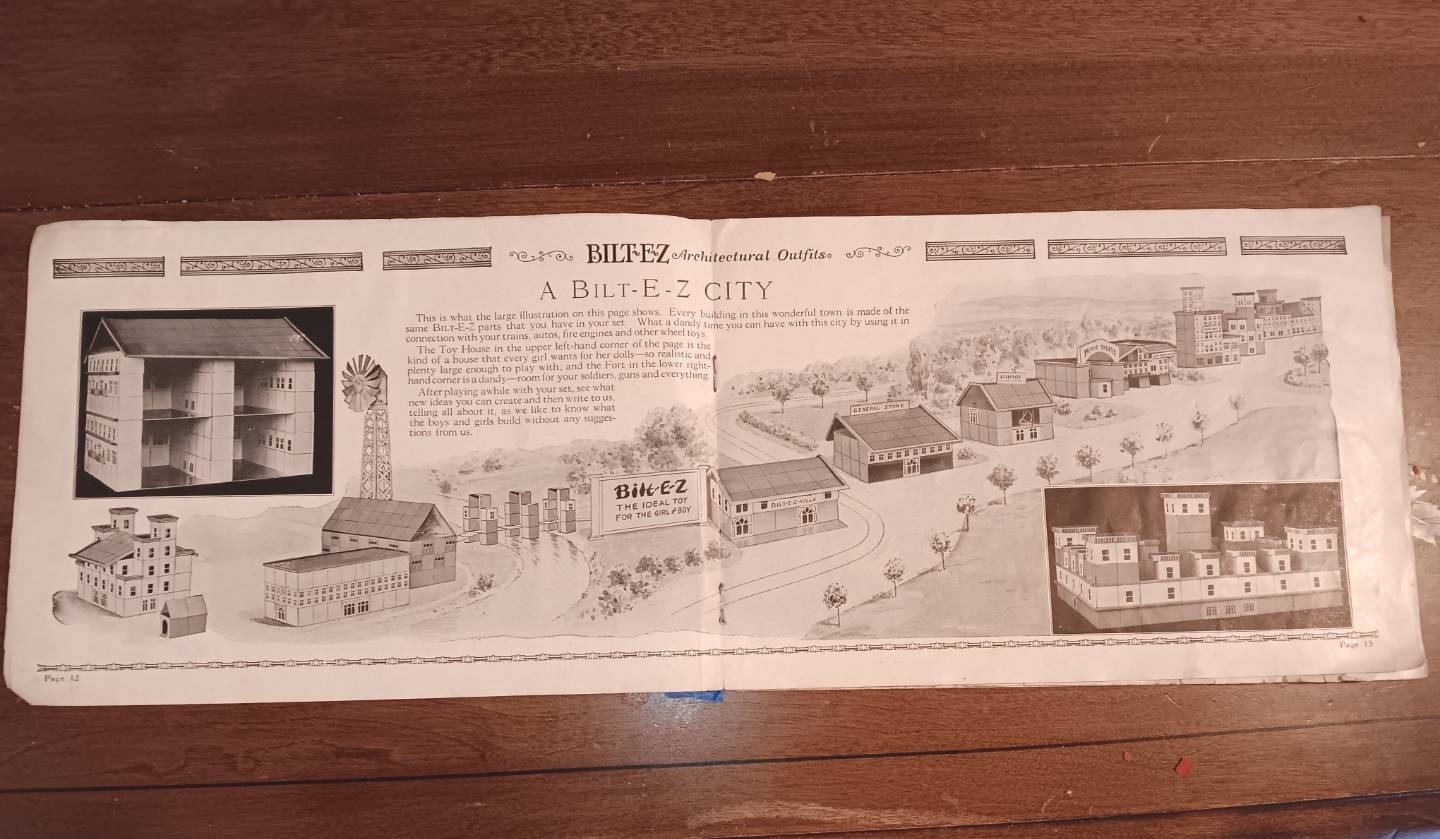 BILT-E-Z Architectural Outfits
A BILT-E-Z CITY
This is what the large illustration on this page shows. Every building in this wonderful town is made of the
same BILT-E-Z parts that you have in your set. What a dandy time you can have with this city by using it in
connection with your trains, autos, fire engines and other wheel toys.
The Toy House in the upper left-hand corner of the page is the
kind of a house that every girl wants for her dolls—so realistic and
plenty large enough to play with, and the Fort in the lower right-
hand corner is a dandy—room for your soldiers, guns and everything.
After playing awhile with your set, see what
new ideas you can create and then write to us,
telling all about it, as we like to know what
the boys and girls build without any sugges-
tions from us.
MOVIE THEATRE
GARAGE
GENERAL STORE
Bilt-E-Z
THE IDEAL TOY
FOR THE GIRL & BOY
BILT-E-Z-VILLE
Page 12
Page 13